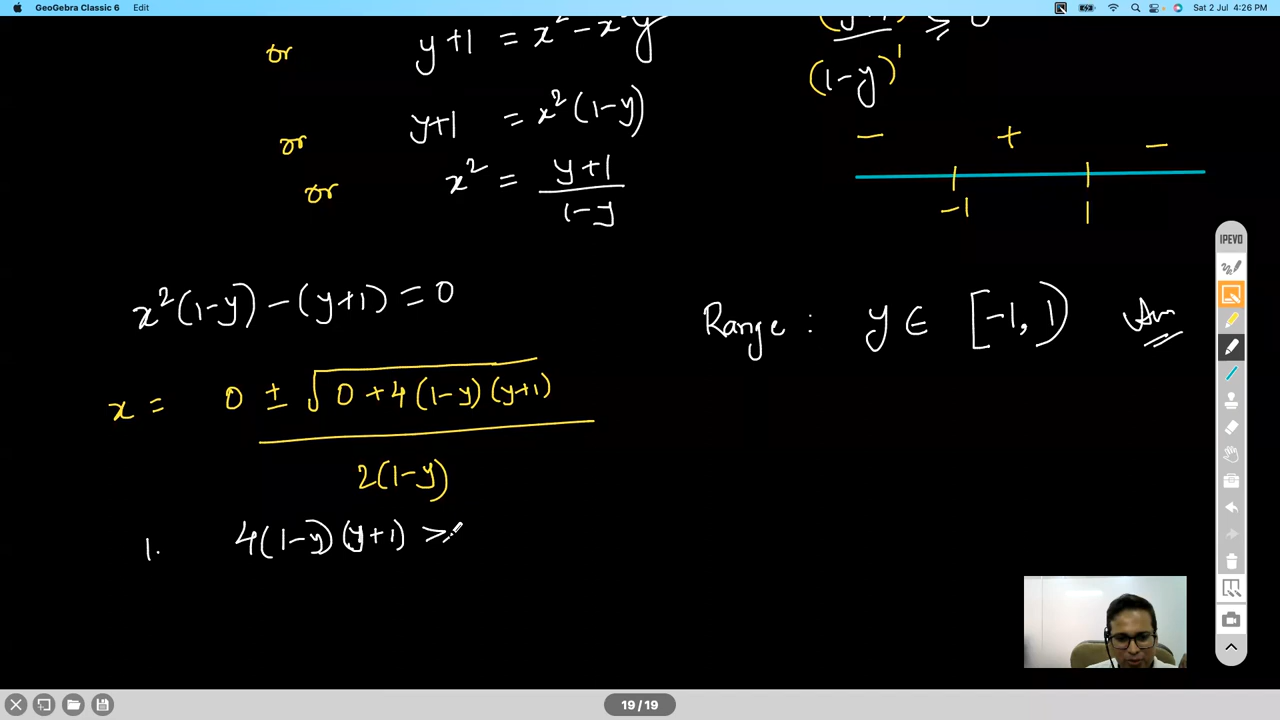 GeoGebra Classic 6 Edit
Sat 2 Jul 4:26 PM
or y+1 = x² − x²y
or y+1 = x²(1−y)
or x² = y+1 / 1−y
≥ 0
(1−y)¹
− + −
−1 1
x²(1−y) − (y+1) = 0
x = 0 ± √0 + 4(1−y)(y+1) / 2(1−y)
1. 4(1−y)(y+1) >
Range : y ∈ [−1, 1) Ans
IPEVO
19 / 19